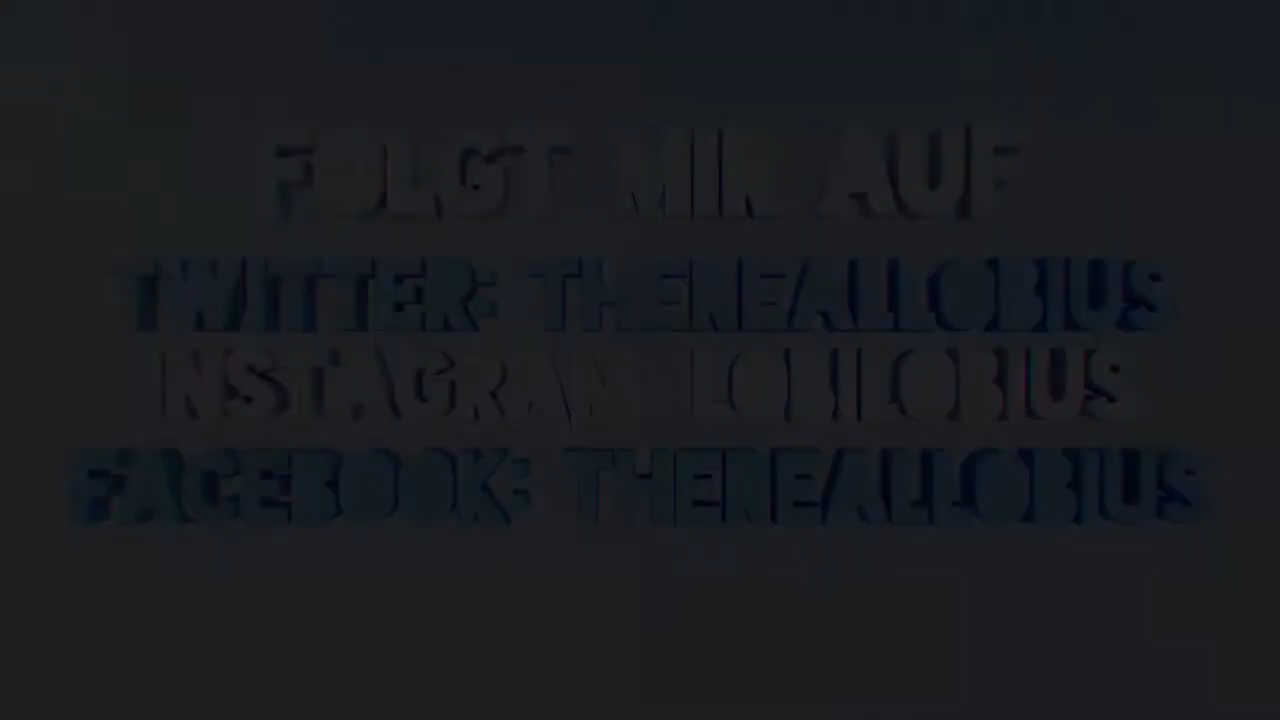 FOLGT MIR AUF
TWITTER: THEREALLOBIUS
INSTAGRAM LOBILOBIUS
FACEBOOK: THEREALLOBIUS